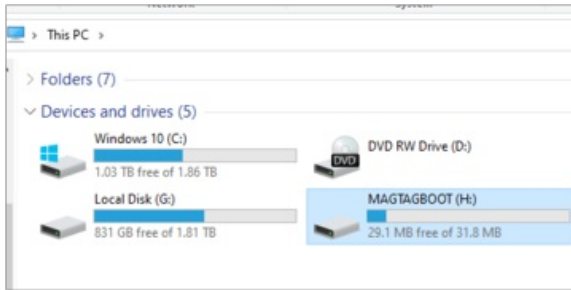 This PC
Folders (7)
Devices and drives (5)
Windows 10 (C:)
1.03 TB free of 1.86 TB
DVD RW Drive (D:)
DVD
Local Disk (G:)
831 GB free of 1.81 TB
MAGTAGBOOT (H:)
29.1 MB free of 31.8 MB